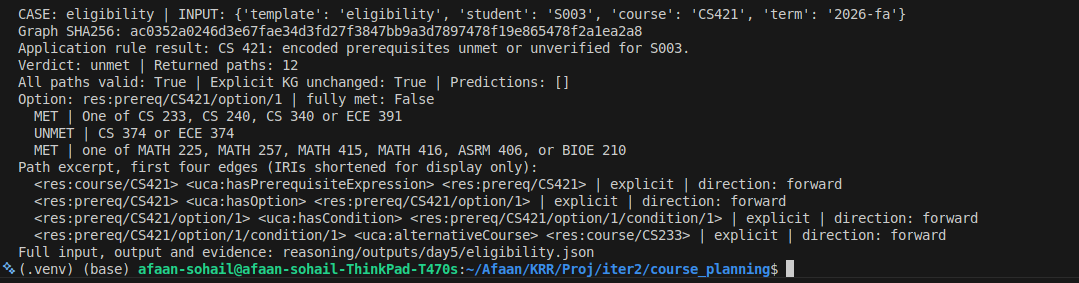 CASE: eligibility | INPUT: {'template': 'eligibility', 'student': 'S003', 'course': 'CS421', 'term': '2026-fa'}
Graph SHA256: ac0352a0246d3e67fae34d3fd27f3847bb9a3d7897478f19e865478f2a1ea2a8
Application rule result: CS 421: encoded prerequisites unmet or unverified for S003.
Verdict: unmet | Returned paths: 12
All paths valid: True | Explicit KG unchanged: True | Predictions: []
Option: res:prereq/CS421/option/1 | fully met: False
  MET | One of CS 233, CS 240, CS 340 or ECE 391
  UNMET | CS 374 or ECE 374
  MET | one of MATH 225, MATH 257, MATH 415, MATH 416, ASRM 406, or BIOE 210
Path excerpt, first four edges (IRIs shortened for display only):
  <res:course/CS421> <uca:hasPrerequisiteExpression> <res:prereq/CS421> | explicit | direction: forward
  <res:prereq/CS421> <uca:hasOption> <res:prereq/CS421/option/1> | explicit | direction: forward
  <res:prereq/CS421/option/1> <uca:hasCondition> <res:prereq/CS421/option/1/condition/1> | explicit | direction: forward
  <res:prereq/CS421/option/1/condition/1> <uca:alternativeCourse> <res:course/CS233> | explicit | direction: forward
Full input, output and evidence: reasoning/outputs/day5/eligibility.json
(.venv) (base) afaan-sohail@afaan-sohail-ThinkPad-T470s:~/Afaan/KRR/Proj/iter2/course_planning$